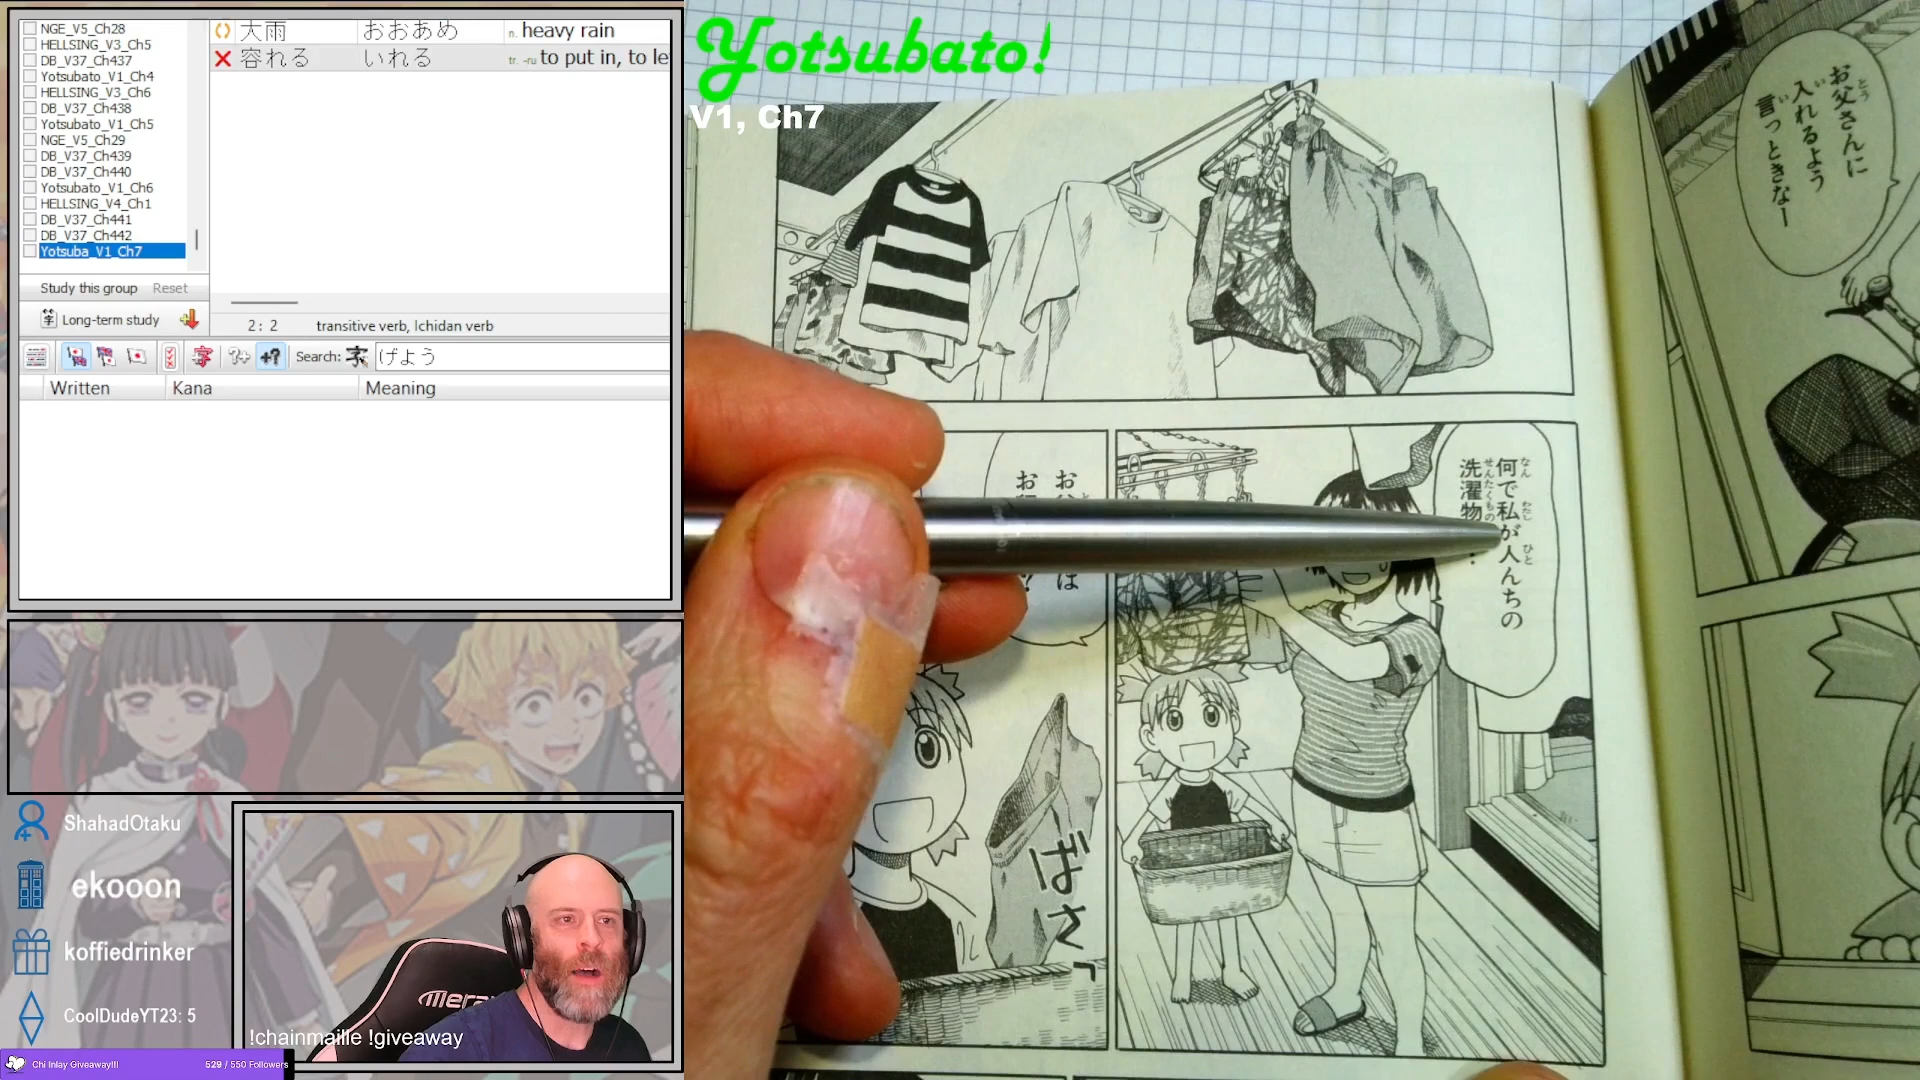 NGE_V5_Ch28
HELLSING_V3_Ch5
DB_V37_Ch437
Yotsubato_V1_Ch4
HELLSING_V3_Ch6
DB_V37_Ch438
Yotsubato_V1_Ch5
NGE_V5_Ch29
DB_V37_Ch439
DB_V37_Ch440
Yotsubato_V1_Ch6
HELLSING_V4_Ch1
DB_V37_Ch441
DB_V37_Ch442
Yotsuba_V1_Ch7
Study this group Reset
Long-term study
大雨 おおあめ n. heavy rain
容れる いれる tr. -ru to put in, to le
2: 2 transitive verb, Ichidan verb
Search: げよう
Written Kana Meaning
Yotsubato!
V1, Ch7
お父さんに
入れるよう
言っときなー
何で私が人んちの
洗濯物
ばさっ
ShahadOtaku
ekooon
koffiedrinker
CoolDudeYT23: 5
!chainmaille !giveaway
Chi Inlay Giveaway!!!
529 / 550 Followers